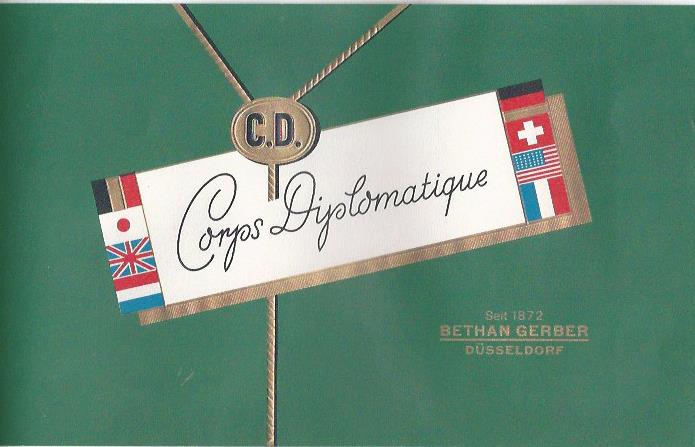 C.D.
Corps Diplomatique
Seit 1872
BETHAN GERBER
DÜSSELDORF